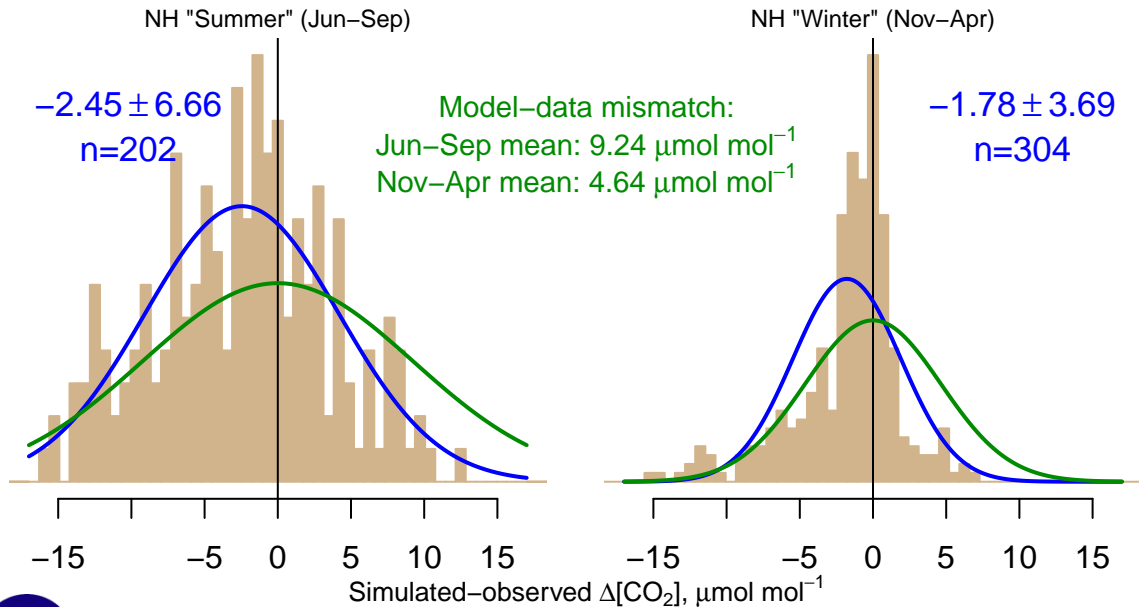 NH "Summer" (Jun−Sep)
NH "Winter" (Nov−Apr)
−2.45 ± 6.66
n=202
Model−data mismatch:
Jun−Sep mean: 9.24 μmol mol⁻¹
Nov−Apr mean: 4.64 μmol mol⁻¹
−1.78 ± 3.69
n=304
−15 −5 0 5 10 15
−15 −5 0 5 10 15
Simulated−observed Δ[CO₂], μmol mol⁻¹